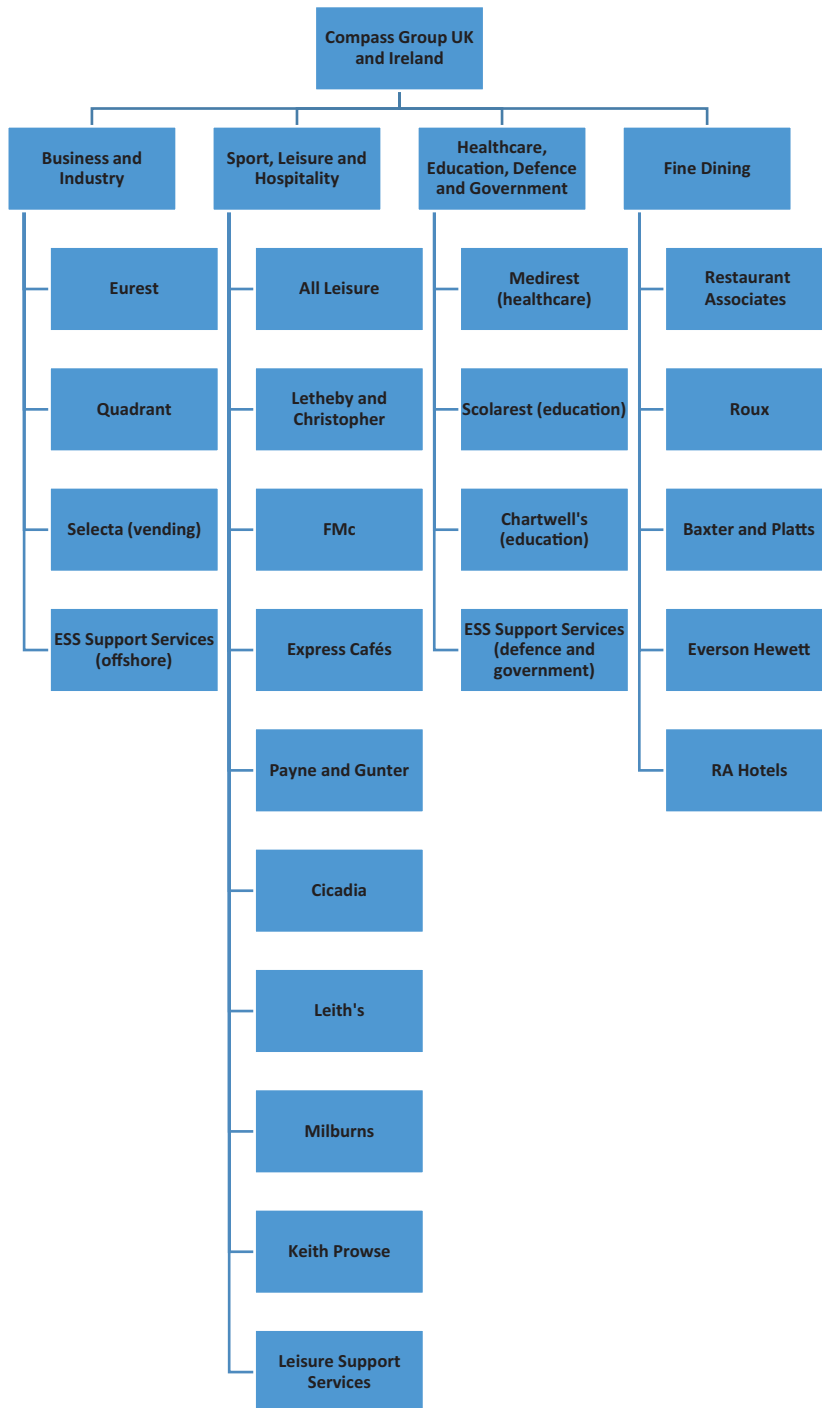 Compass Group UK
and Ireland
Business and
Industry
Sport, Leisure and
Hospitality
Healthcare,
Education, Defence
and Government
Fine Dining
Eurest
Quadrant
Selecta (vending)
ESS Support Services
(offshore)
All Leisure
Letheby and
Christopher
FMc
Express Cafés
Payne and Gunter
Cicadia
Leith's
Milburns
Keith Prowse
Leisure Support
Services
Medirest
(healthcare)
Scolarest (education)
Chartwell's
(education)
ESS Support Services
(defence and
government)
Restaurant
Associates
Roux
Baxter and Platts
Everson Hewett
RA Hotels